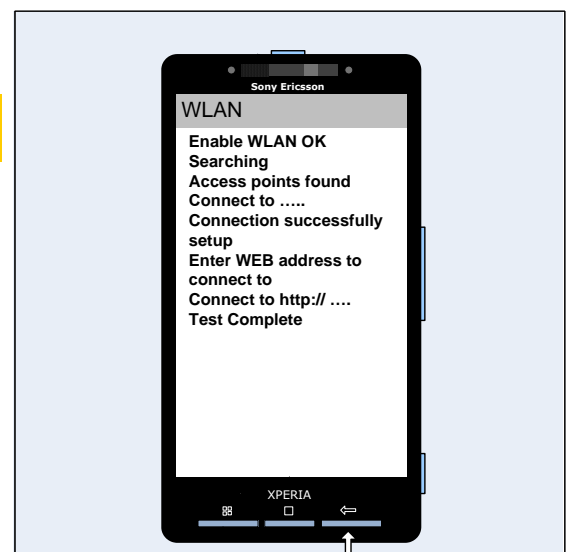 Sony Ericsson
WLAN
Enable WLAN OK
Searching
Access points found
Connect to …..
Connection successfully
setup
Enter WEB address to
connect to
Connect to http:// ….
Test Complete
XPERIA